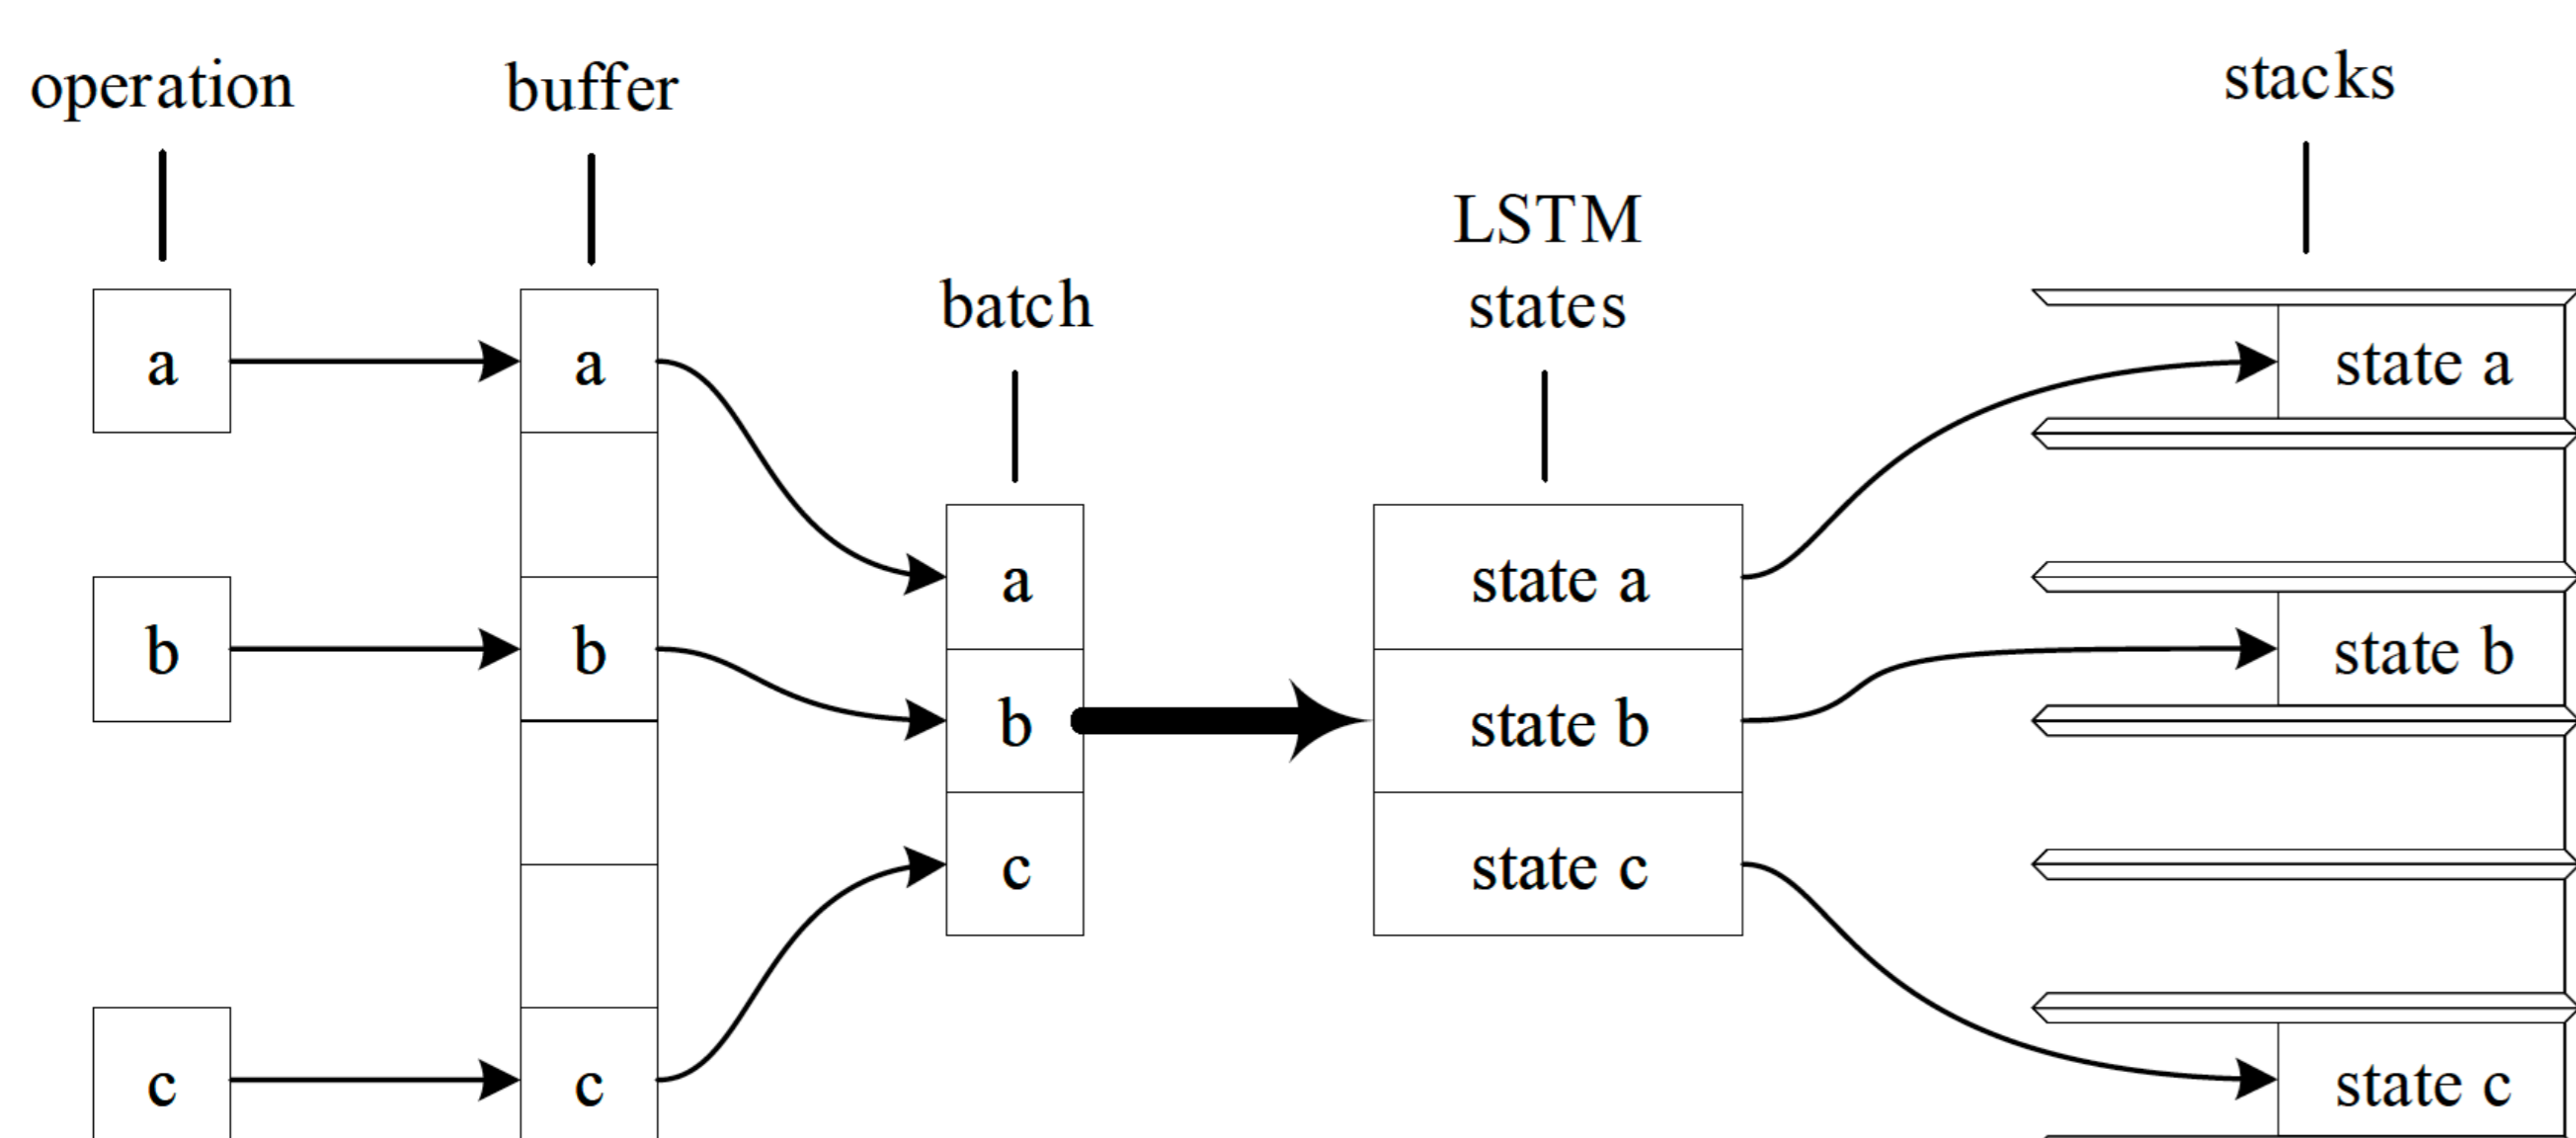 operation
buffer
batch
LSTM
states
stacks
a
a
a
state a
state a
b
b
b
state b
state b
c
c
c
state c
state c